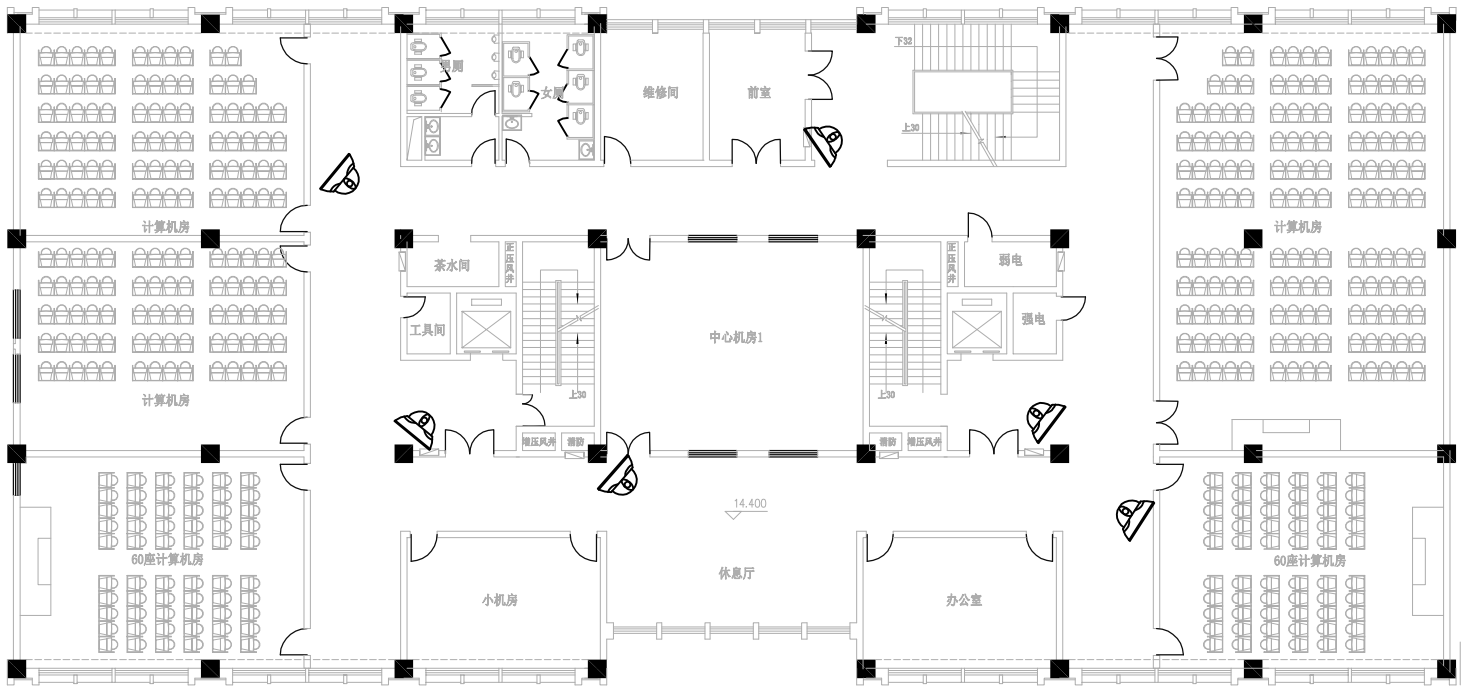 下32
男厕
女厕
维修间
前室
上30
计算机房
计算机房
茶水间
正压风井
正压风井
弱电
工具间
中心机房1
强电
上30
上30
计算机房
增压风井
消防
消防
增压风井
14.400
60座计算机房
60座计算机房
休息厅
小机房
办公室